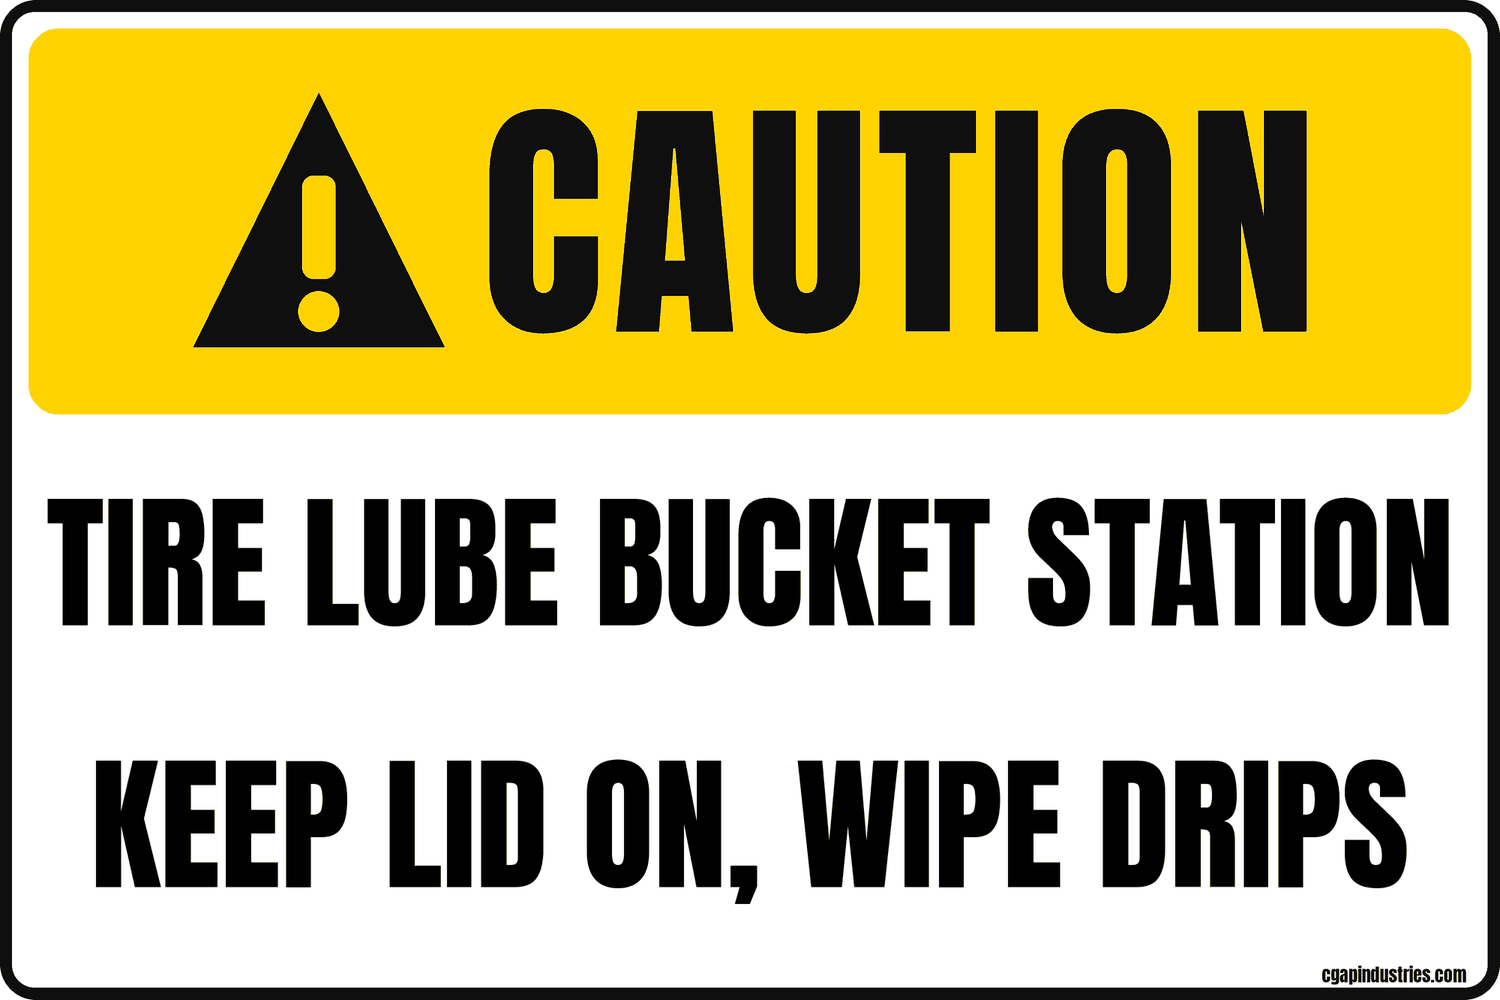 CAUTION
TIRE LUBE BUCKET STATION
KEEP LID ON, WIPE DRIPS
cgapindustries.com